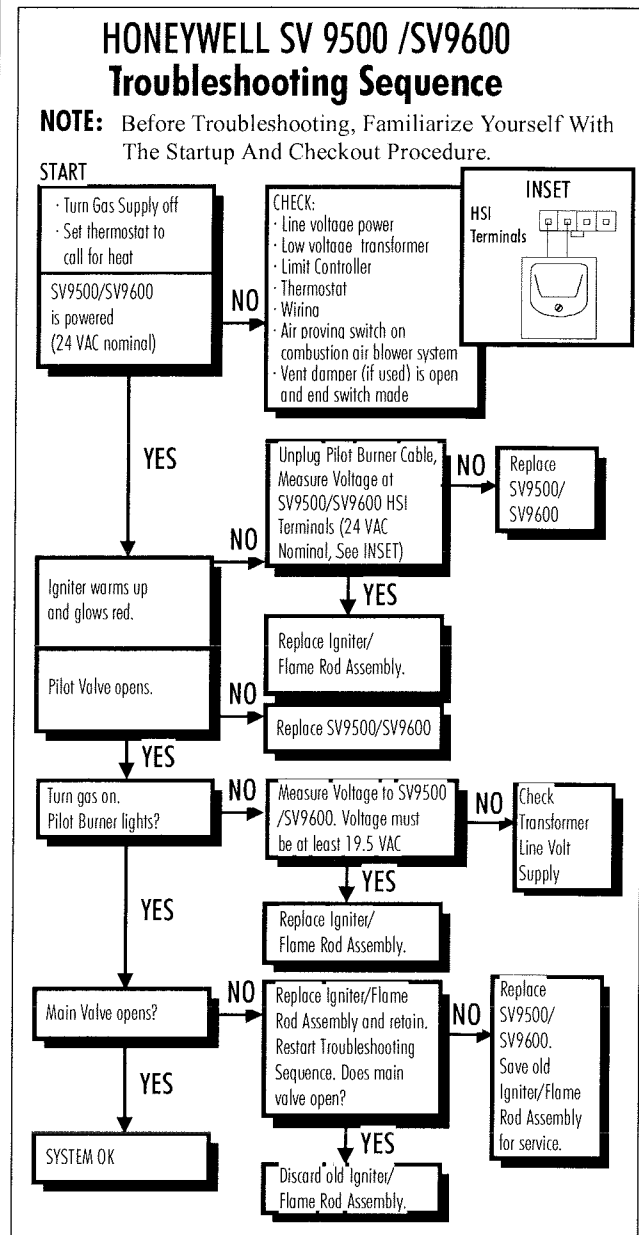 HONEYWELL SV 9500 /SV9600
Troubleshooting Sequence
NOTE: Before Troubleshooting, Familiarize Yourself With
The Startup And Checkout Procedure.
START
· Turn Gas Supply off
· Set thermostat to
call for heat
SV9500/SV9600
is powered
(24 VAC nominal)
NO
CHECK:
· Line voltage power
· Low voltage transformer
· Limit Controller
· Thermostat
· Wiring
· Air proving switch on
combustion air blower system
· Vent damper (if used) is open
and end switch made
INSET
HSI
Terminals
YES
Igniter warms up
and glows red.
NO
Unplug Pilot Burner Cable,
Measure Voltage at
SV9500/SV9600 HSI
Terminals (24 VAC
Nominal, See INSET)
NO
Replace
SV9500/
SV9600
YES
Replace Igniter/
Flame Rod Assembly.
Pilot Valve opens.
NO
Replace SV9500/SV9600
YES
Turn gas on.
Pilot Burner lights?
NO
Measure Voltage to SV9500
/SV9600. Voltage must
be at least 19.5 VAC
NO
Check
Transformer
Line Volt
Supply
YES
Replace Igniter/
Flame Rod Assembly.
YES
Main Valve opens?
NO
Replace Igniter/Flame
Rod Assembly and retain.
Restart Troubleshooting
Sequence. Does main
valve open?
NO
Replace
SV9500/
SV9600.
Save old
Igniter/Flame
Rod Assembly
for service.
YES
Discard old Igniter/
Flame Rod Assembly.
YES
SYSTEM OK